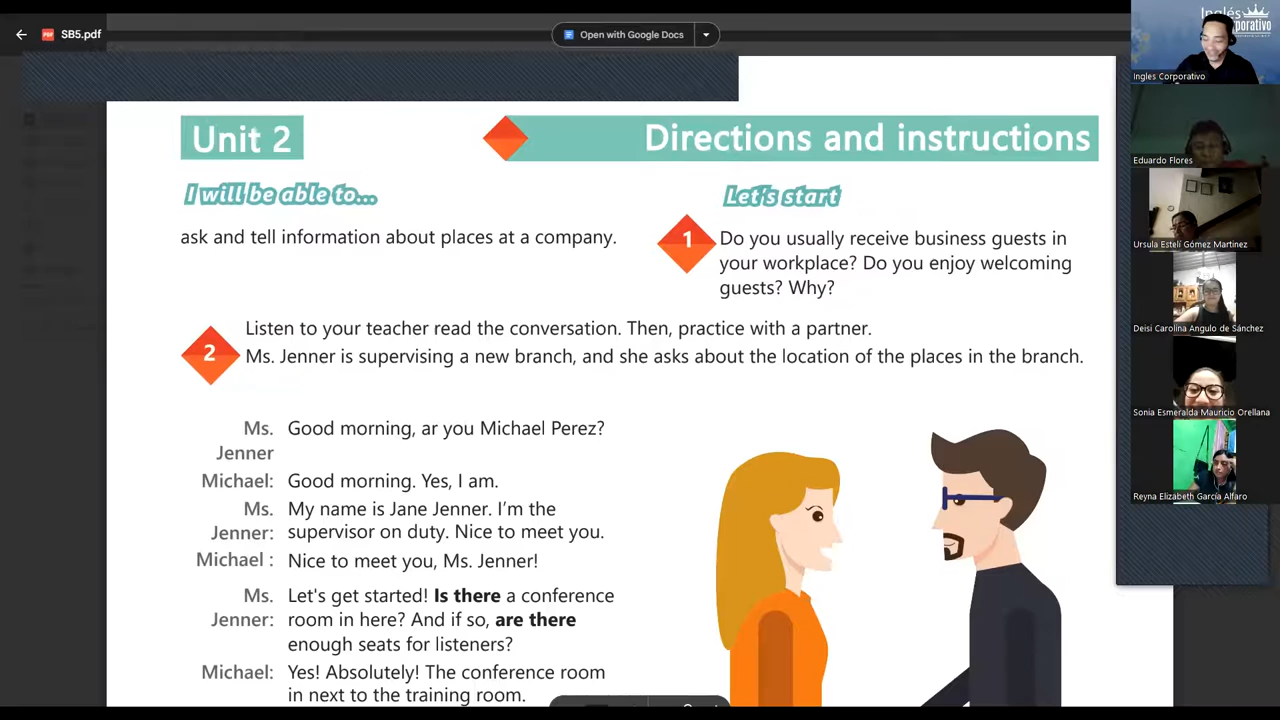 SB5.pdf
Open with Google Docs
Unit 2
Directions and instructions
I will be able to...
ask and tell information about places at a company.
Let's start
1
Do you usually receive business guests in
your workplace? Do you enjoy welcoming
guests? Why?
2
Listen to your teacher read the conversation. Then, practice with a partner.
Ms. Jenner is supervising a new branch, and she asks about the location of the places in the branch.
Ms. Good morning, ar you Michael Perez?
Jenner
Michael: Good morning. Yes, I am.
Ms. My name is Jane Jenner. I'm the
Jenner: supervisor on duty. Nice to meet you.
Michael : Nice to meet you, Ms. Jenner!
Ms. Let's get started! Is there a conference
Jenner: room in here? And if so, are there
enough seats for listeners?
Michael: Yes! Absolutely! The conference room
in next to the training room.
Inglés
Ingles Corporativo
Eduardo Flores
Ursula Estelí Gómez Martinez
Deisi Carolina Angulo de Sánchez
Sonia Esmeralda Mauricio Orellana
Reyna Elizabeth García Alfaro